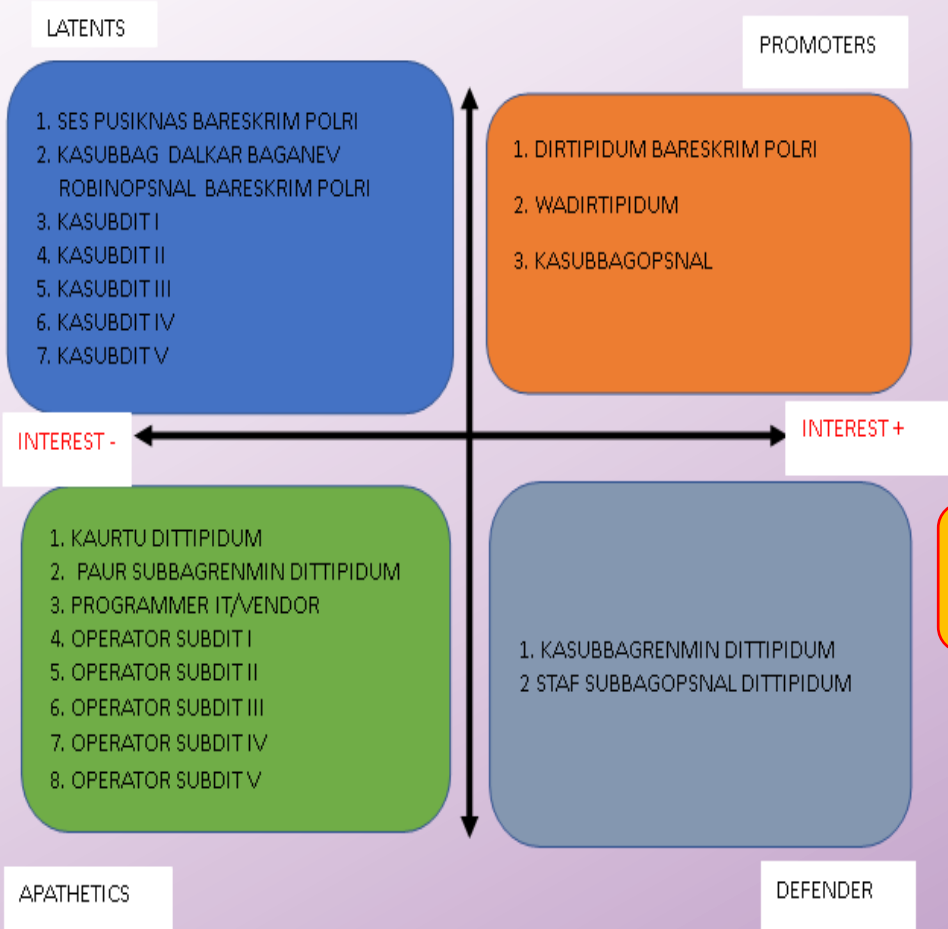 LATENTS
PROMOTERS
1. SES PUSIKNAS BARESKRIM POLRI
2. KASUBBAG DALKAR BAGANEV
ROBINOPSNAL BARESKRIM POLRI
3. KASUBDIT I
4. KASUBDIT II
5. KASUBDIT III
6. KASUBDIT IV
7. KASUBDIT V
1. DIRTIPIDUM BARESKRIM POLRI
2. WADIRTIPIDUM
3. KASUBBAGOPSNAL
INTEREST -
INTEREST +
1. KAURTU DITTIPIDUM
2. PAUR SUBBAGRENMIN DITTIPIDUM
3. PROGRAMMER IT/VENDOR
4. OPERATOR SUBDIT I
5. OPERATOR SUBDIT II
6. OPERATOR SUBDIT III
7. OPERATOR SUBDIT IV
8. OPERATOR SUBDIT V
1. KASUBBAGRENMIN DITTIPIDUM
2 STAF SUBBAGOPSNAL DITTIPIDUM
APATHETICS
DEFENDER